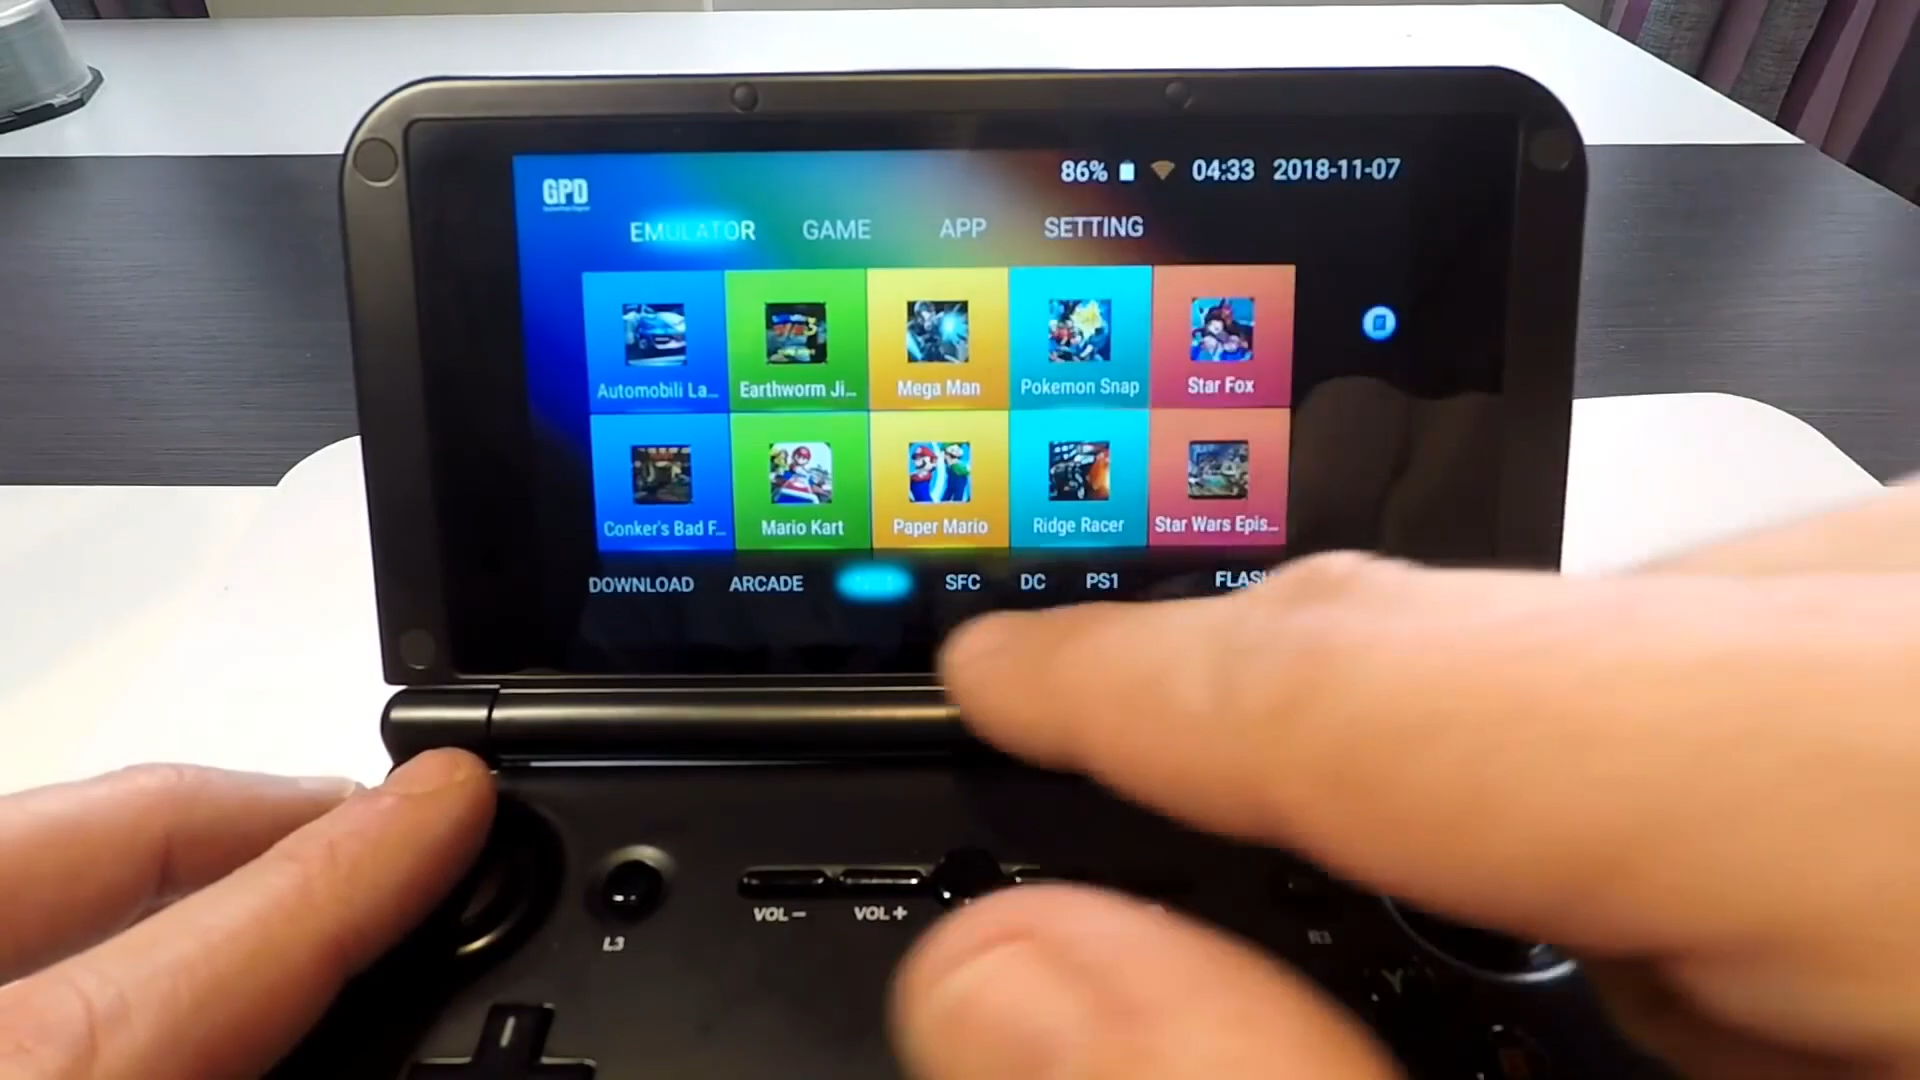 86% 04:33 2018-11-07
GPD
EMULATOR GAME APP SETTING
Automobili La... Earthworm Ji... Mega Man Pokemon Snap Star Fox
Conker's Bad F... Mario Kart Paper Mario Ridge Racer Star Wars Epis...
DOWNLOAD ARCADE SFC DC PS1 FLASH
VOL- VOL+
L3 R3
Y